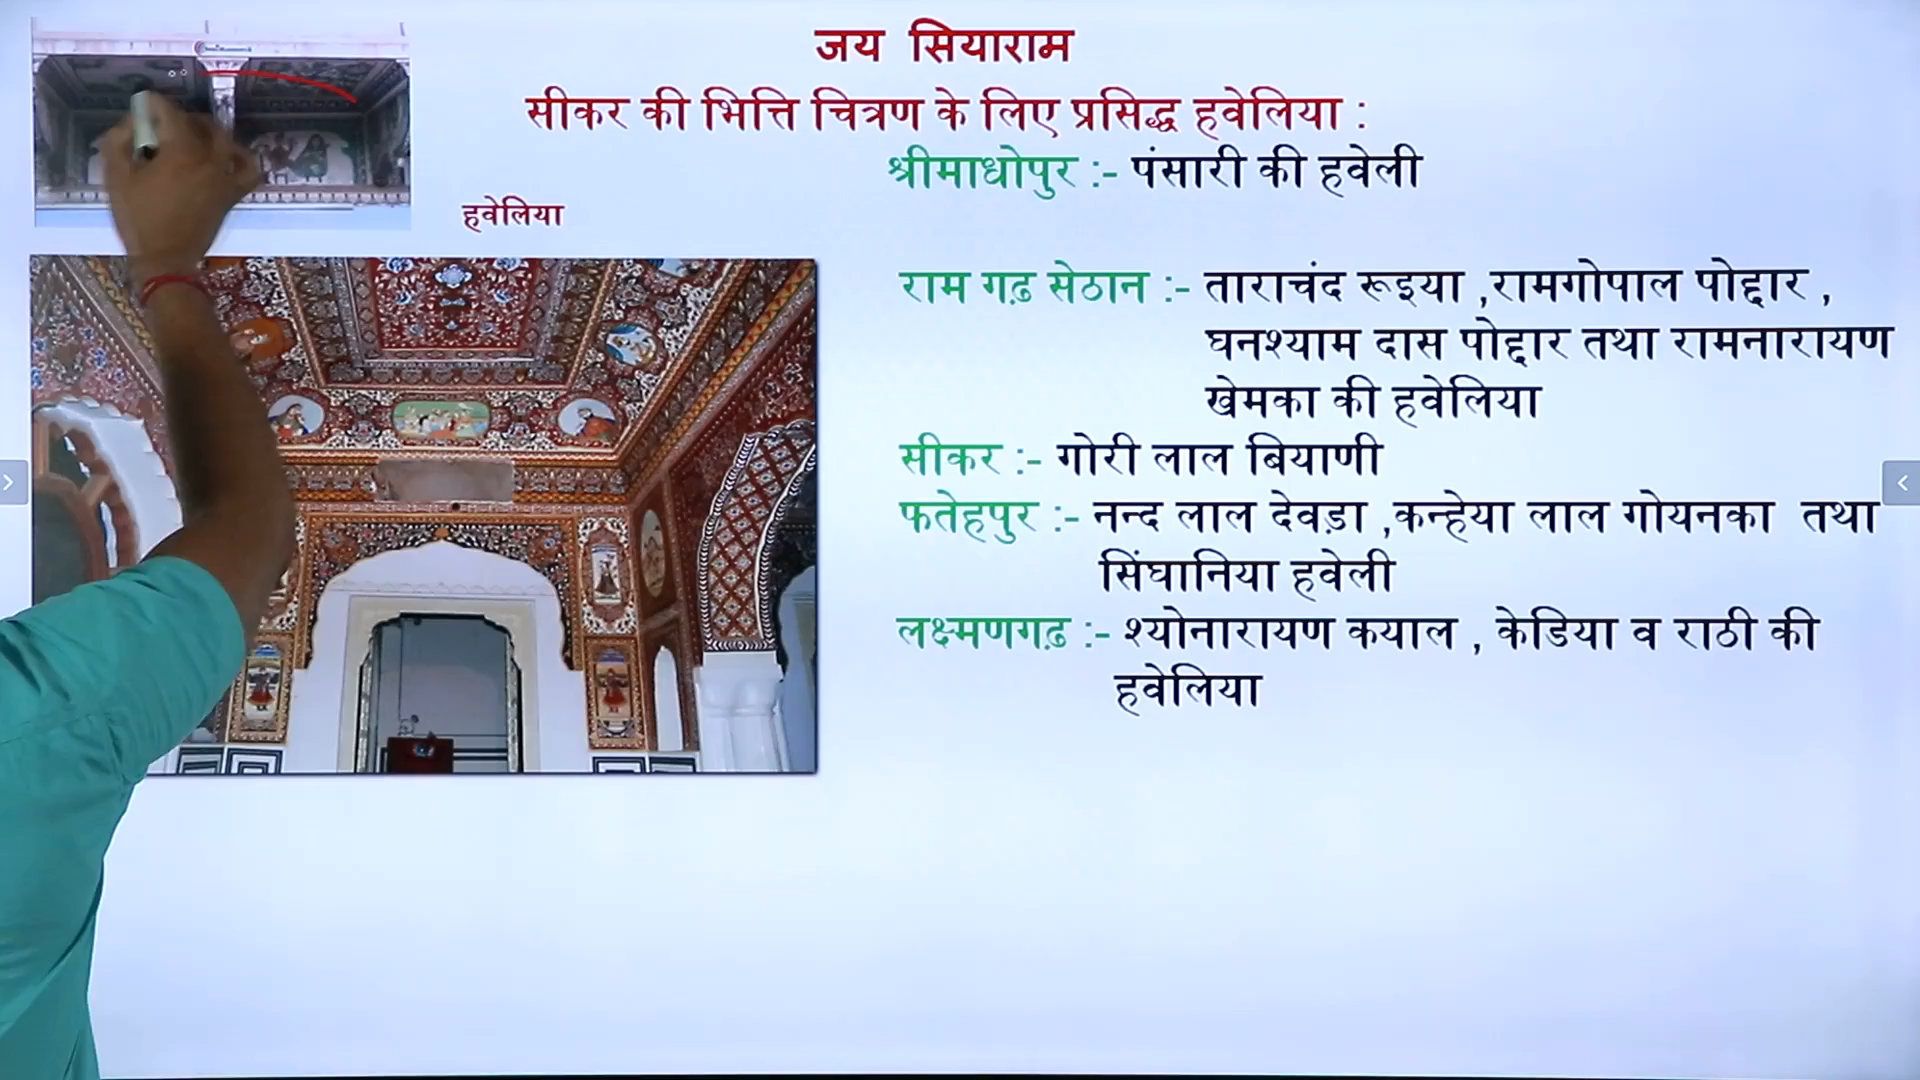 जय सियाराम
सीकर की भित्ति चित्रण के लिए प्रसिद्ध हवेलिया :
श्रीमाधोपुर :- पंसारी की हवेली
हवेलिया
राम गढ़ सेठान :- ताराचंद रूइया ,रामगोपाल पोद्दार ,
घनश्याम दास पोद्दार तथा रामनारायण
खेमका की हवेलिया
सीकर :- गोरी लाल बियाणी
फतेहपुर :- नन्द लाल देवड़ा ,कन्हेया लाल गोयनका तथा
सिंघानिया हवेली
लक्ष्मणगढ़ :- श्योनारायण कयाल , केडिया व राठी की
हवेलिया